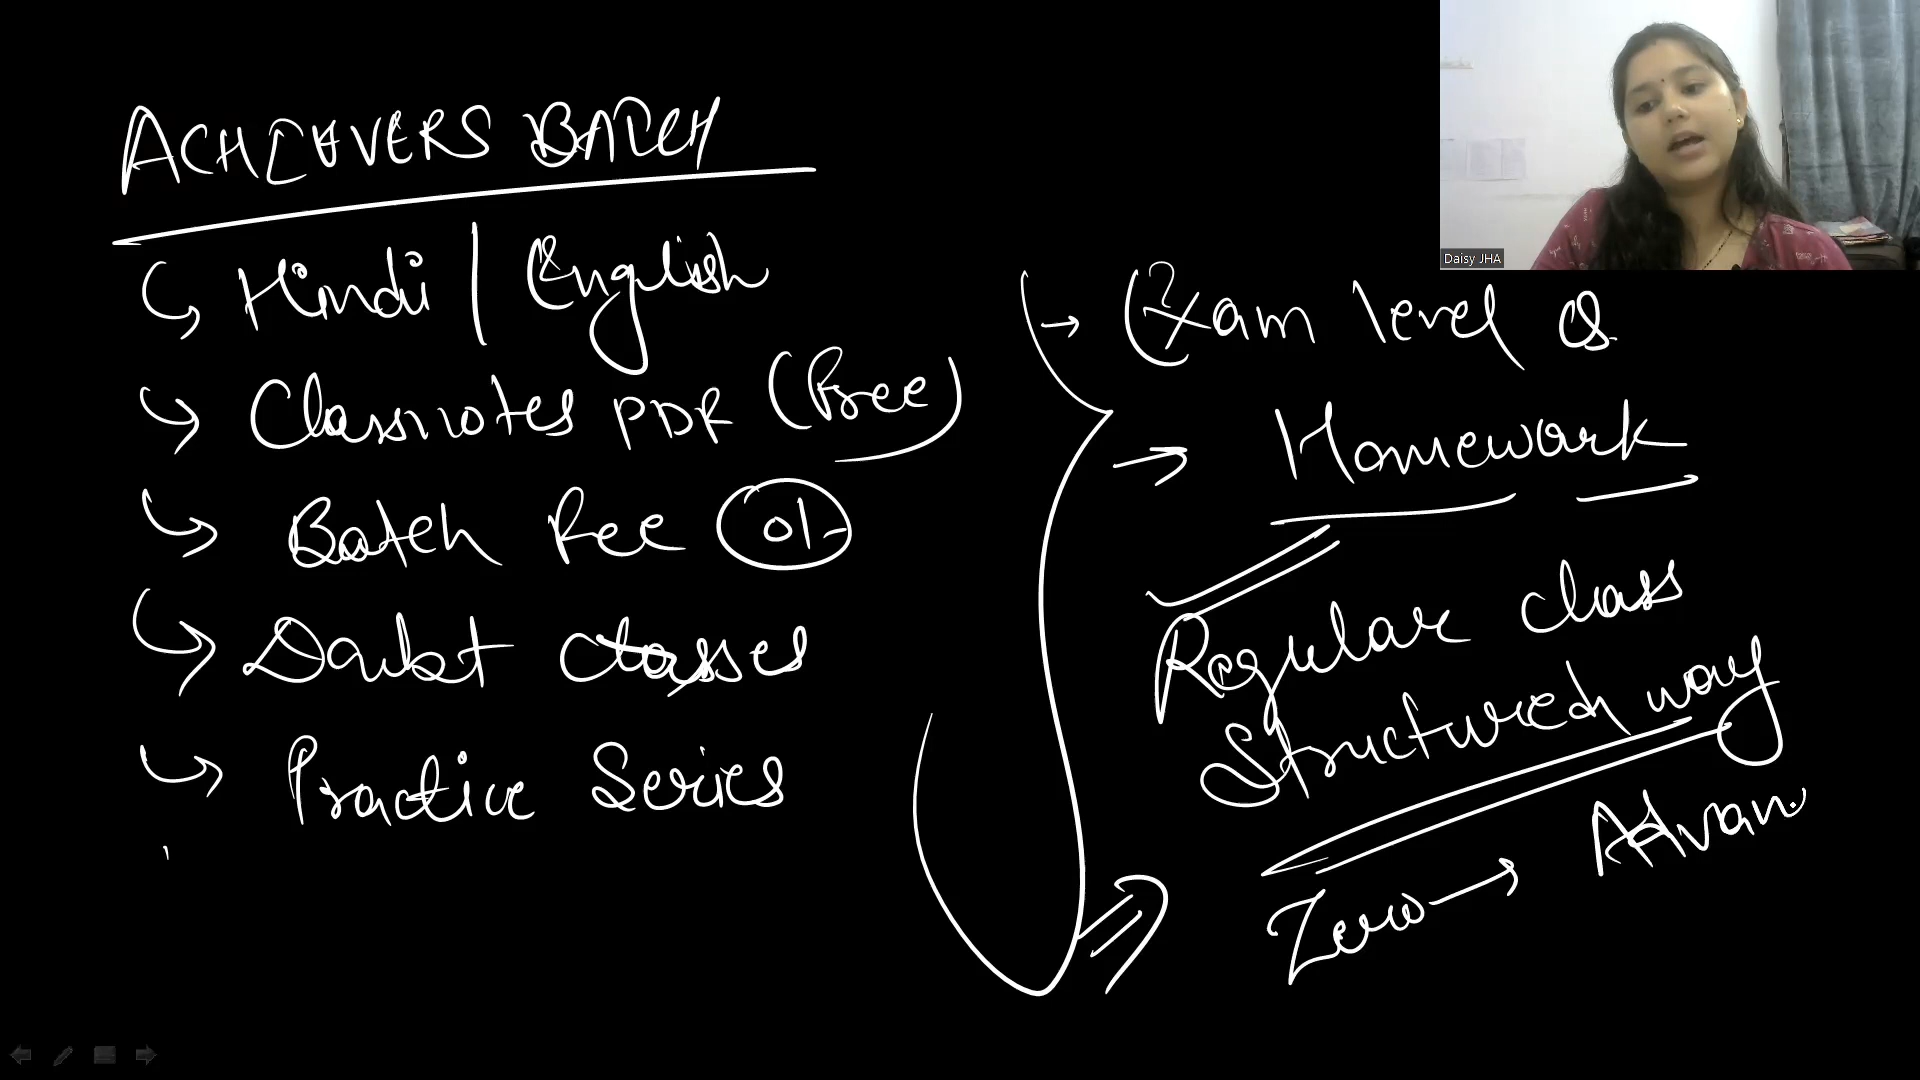 ACHIEVERS BATCH
Hindi | English
Classnotes PDF (Free)
Batch Fee 0/-
Doubt classes
Practice Series
Exam level Q.
Homework
Regular class
Structured way
Zero → Advan.
Daisy JHA